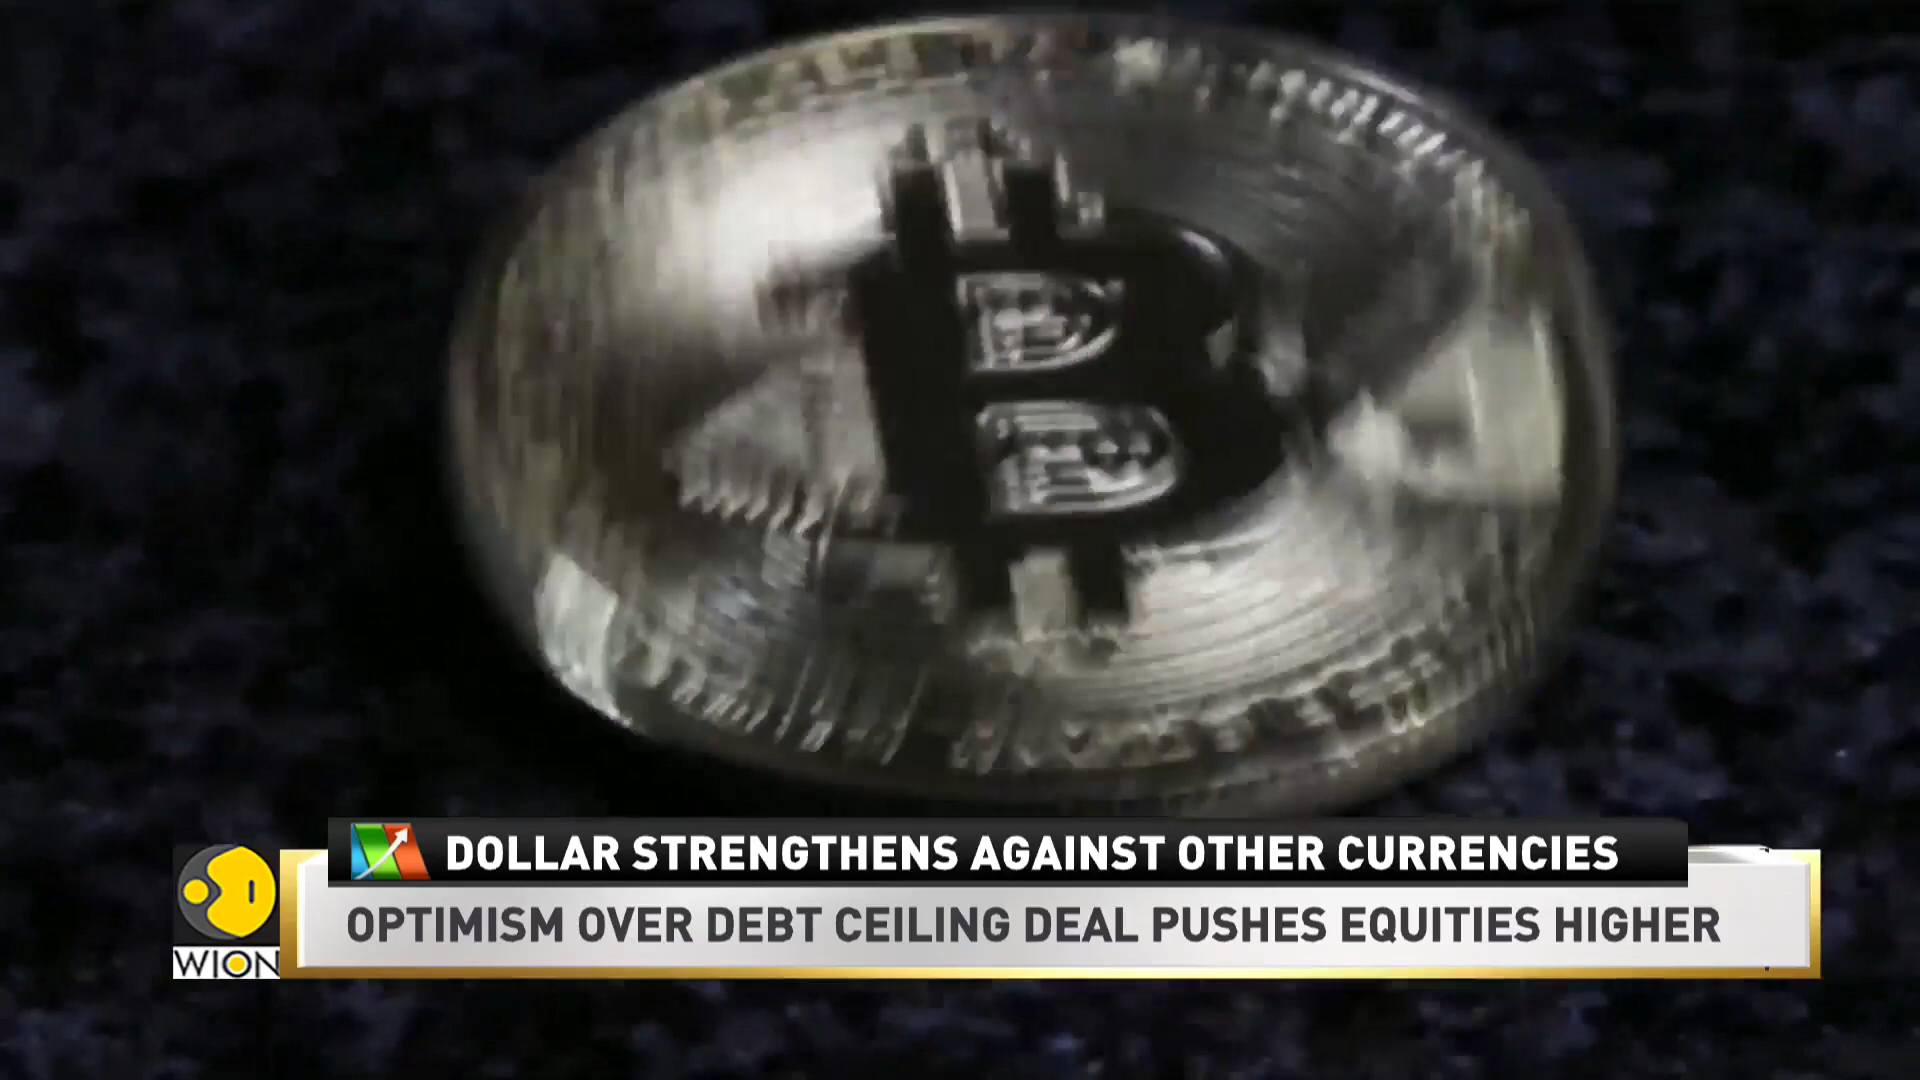 DOLLAR STRENGTHENS AGAINST OTHER CURRENCIES
OPTIMISM OVER DEBT CEILING DEAL PUSHES EQUITIES HIGHER
WION